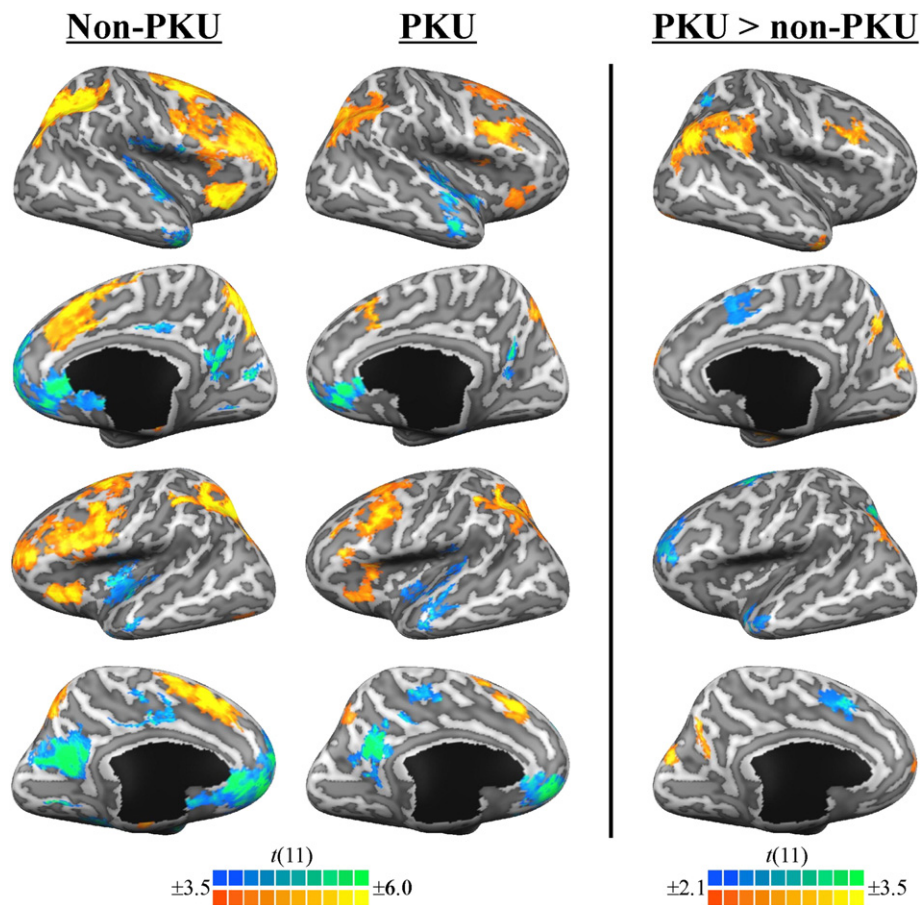 Non-PKU
PKU
PKU > non-PKU
t(11)
±3.5
±6.0
t(11)
±2.1
±3.5